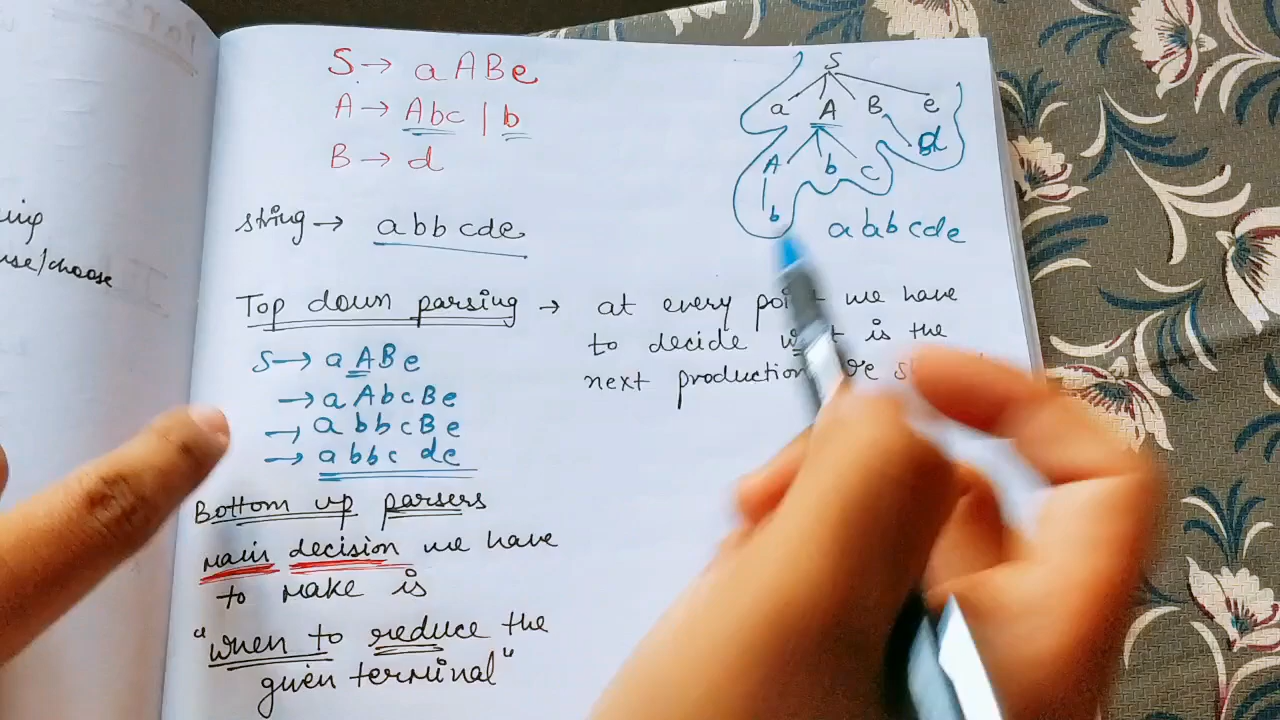 S → aABe
A → Abc | b
B → d
string → abbcde
Top down parsing → at every we have
to decide is the
next production
S → aABe
→ aAbcBe
→ abbcBe
→ abbcde
Bottom up parsers
main decision we have
to make is
"when to reduce the
given terminal"
S
a A B e
A b c d
b
abbcde
use/choose